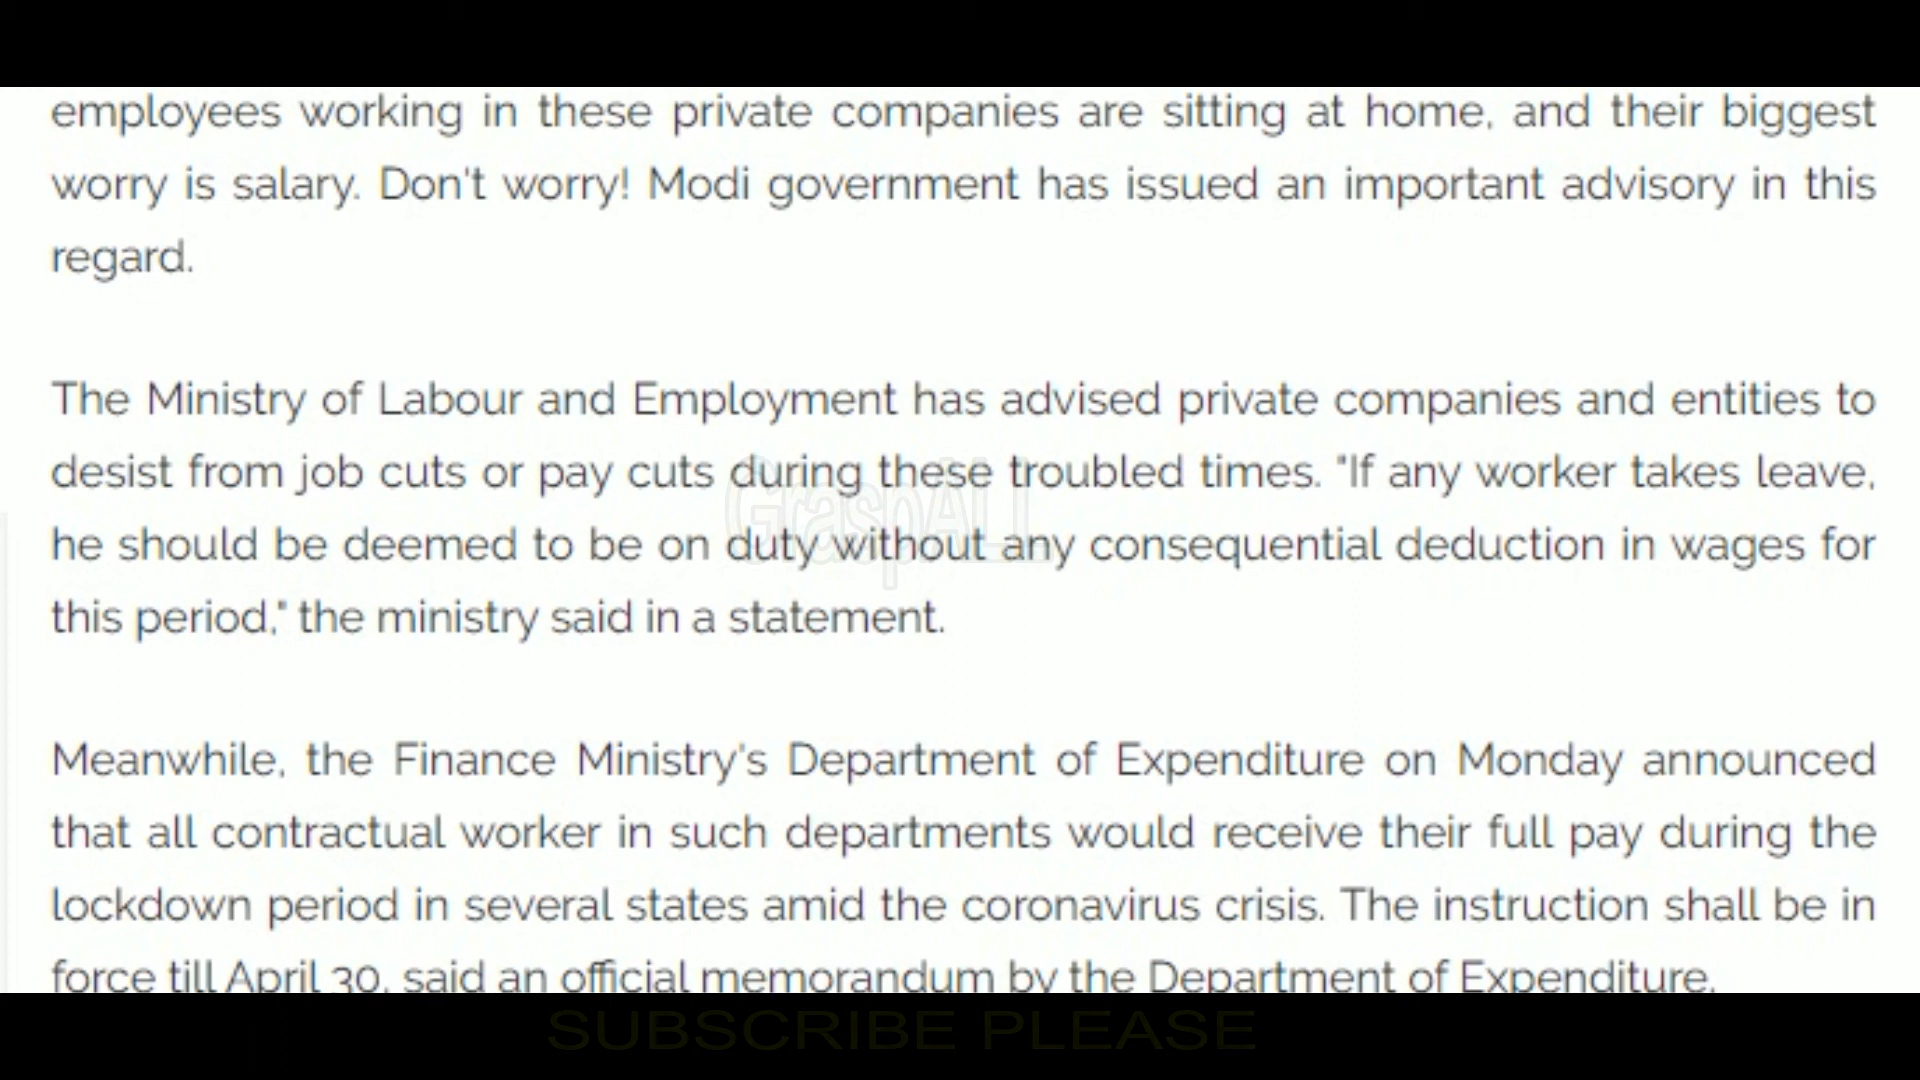 employees working in these private companies are sitting at home, and their biggest
worry is salary. Don't worry! Modi government has issued an important advisory in this
regard.
The Ministry of Labour and Employment has advised private companies and entities to
desist from job cuts or pay cuts during these troubled times. "If any worker takes leave,
he should be deemed to be on duty without any consequential deduction in wages for
this period," the ministry said in a statement.
GraspALL
Meanwhile, the Finance Ministry's Department of Expenditure on Monday announced
that all contractual worker in such departments would receive their full pay during the
lockdown period in several states amid the coronavirus crisis. The instruction shall be in
force till April 30, said an official memorandum by the Department of Expenditure.
SUBSCRIBE PLEASE